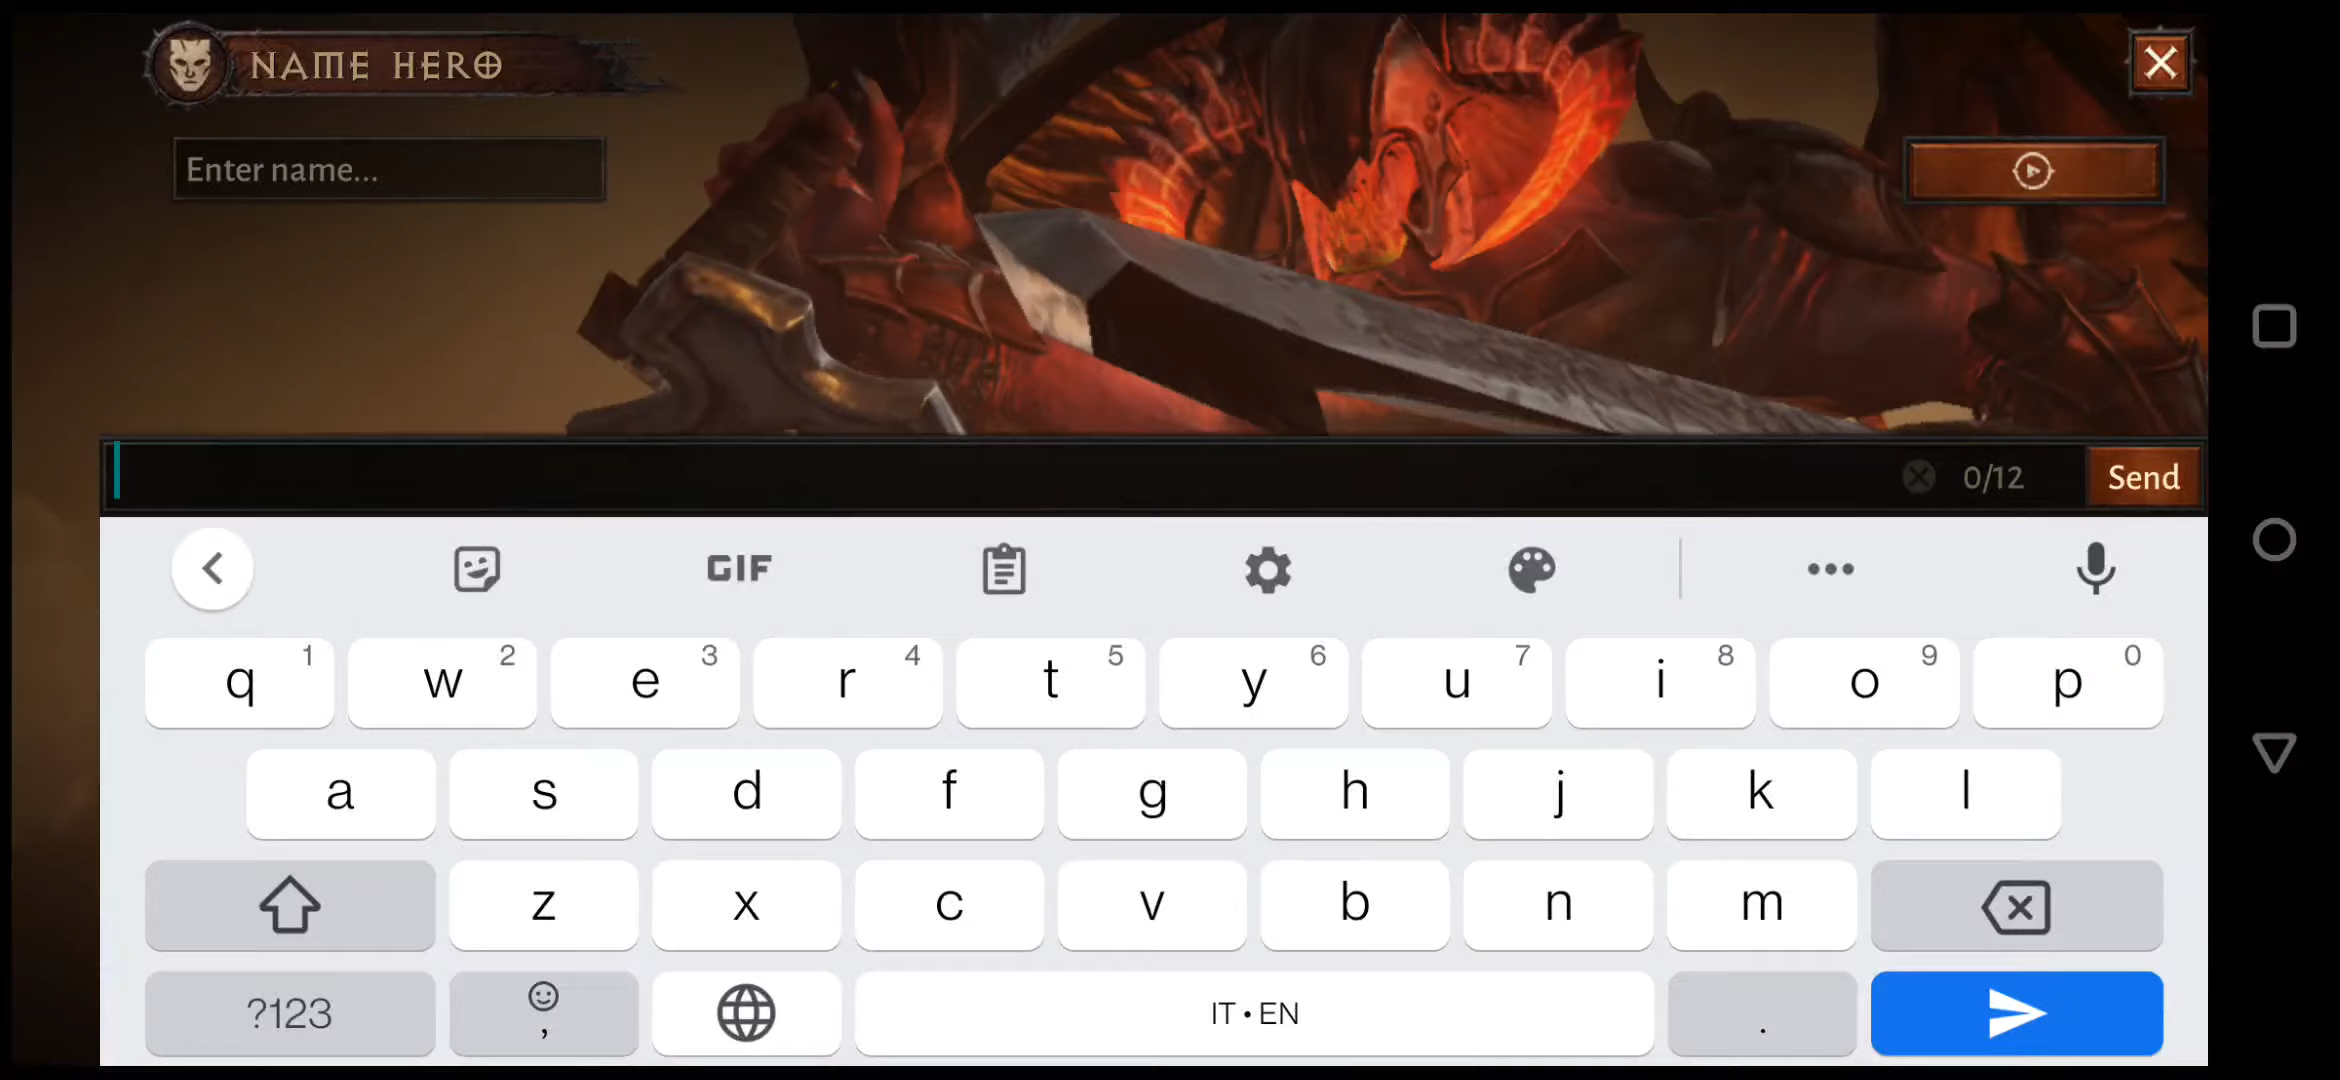 NAME HERO
Enter name...
0/12 Send
GIF
q 1 w 2 e 3 r 4 t 5 y 6 u 7 i 8 o 9 p 0
a s d f g h j k l
z x c v b n m
?123 , IT • EN .